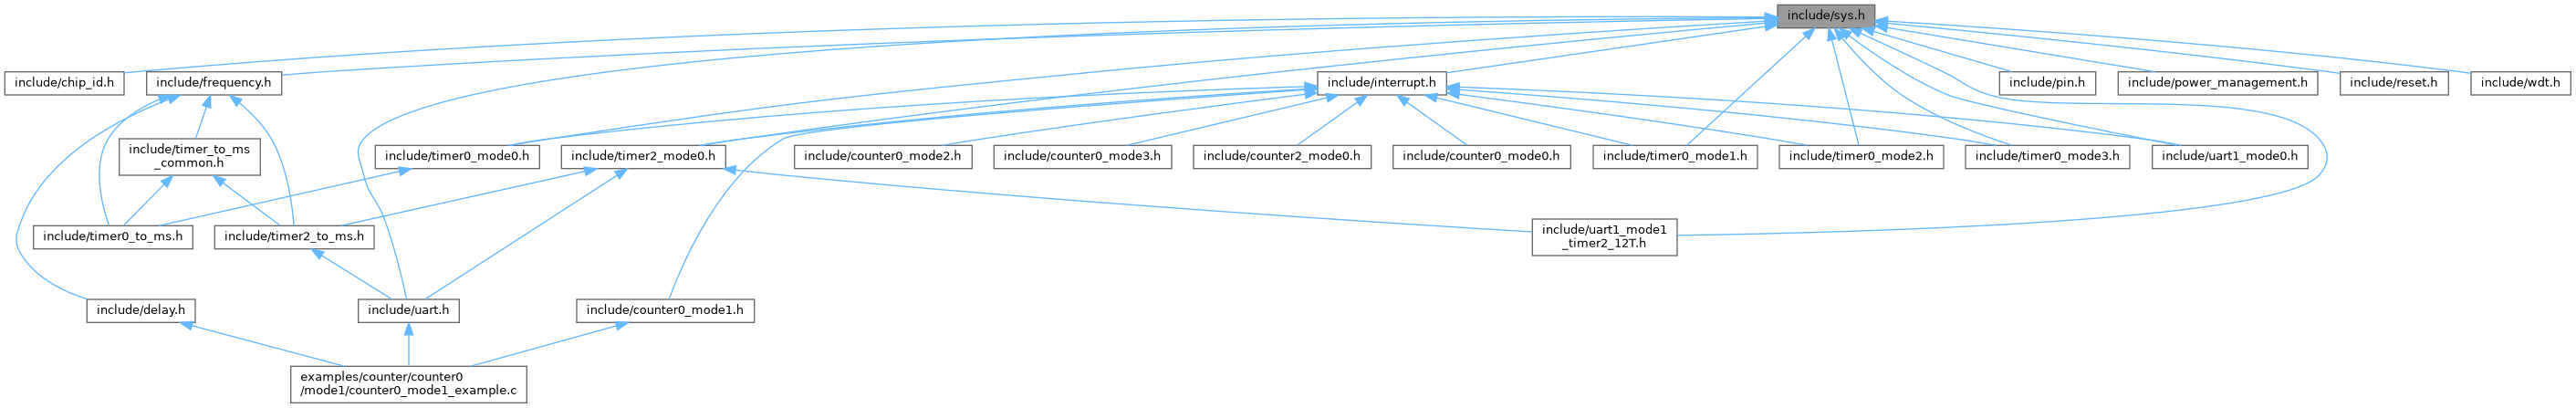 include/sys.h
include/chip_id.h
include/frequency.h
include/interrupt.h
include/pin.h
include/power_management.h
include/reset.h
include/wdt.h
include/timer_to_ms
_common.h
include/timer0_mode0.h
include/timer2_mode0.h
include/counter0_mode2.h
include/counter0_mode3.h
include/counter2_mode0.h
include/counter0_mode0.h
include/timer0_mode1.h
include/timer0_mode2.h
include/timer0_mode3.h
include/uart1_mode0.h
include/timer0_to_ms.h
include/timer2_to_ms.h
include/uart1_mode1
_timer2_12T.h
include/delay.h
include/uart.h
include/counter0_mode1.h
examples/counter/counter0
/mode1/counter0_mode1_example.c